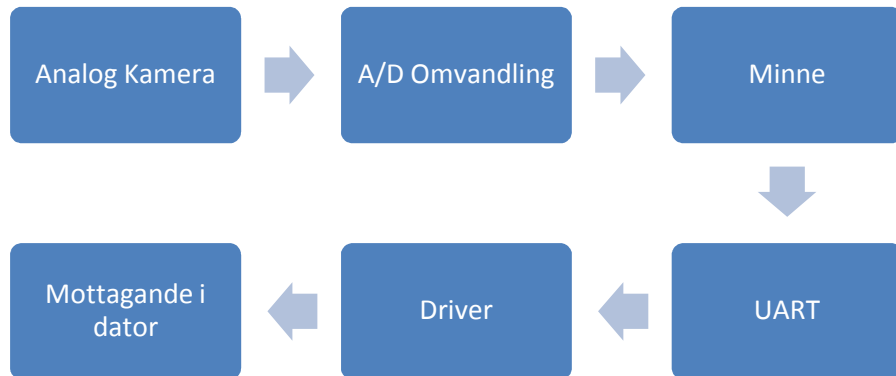 Analog Kamera
A/D Omvandling
Minne
UART
Driver
Mottagande i
dator